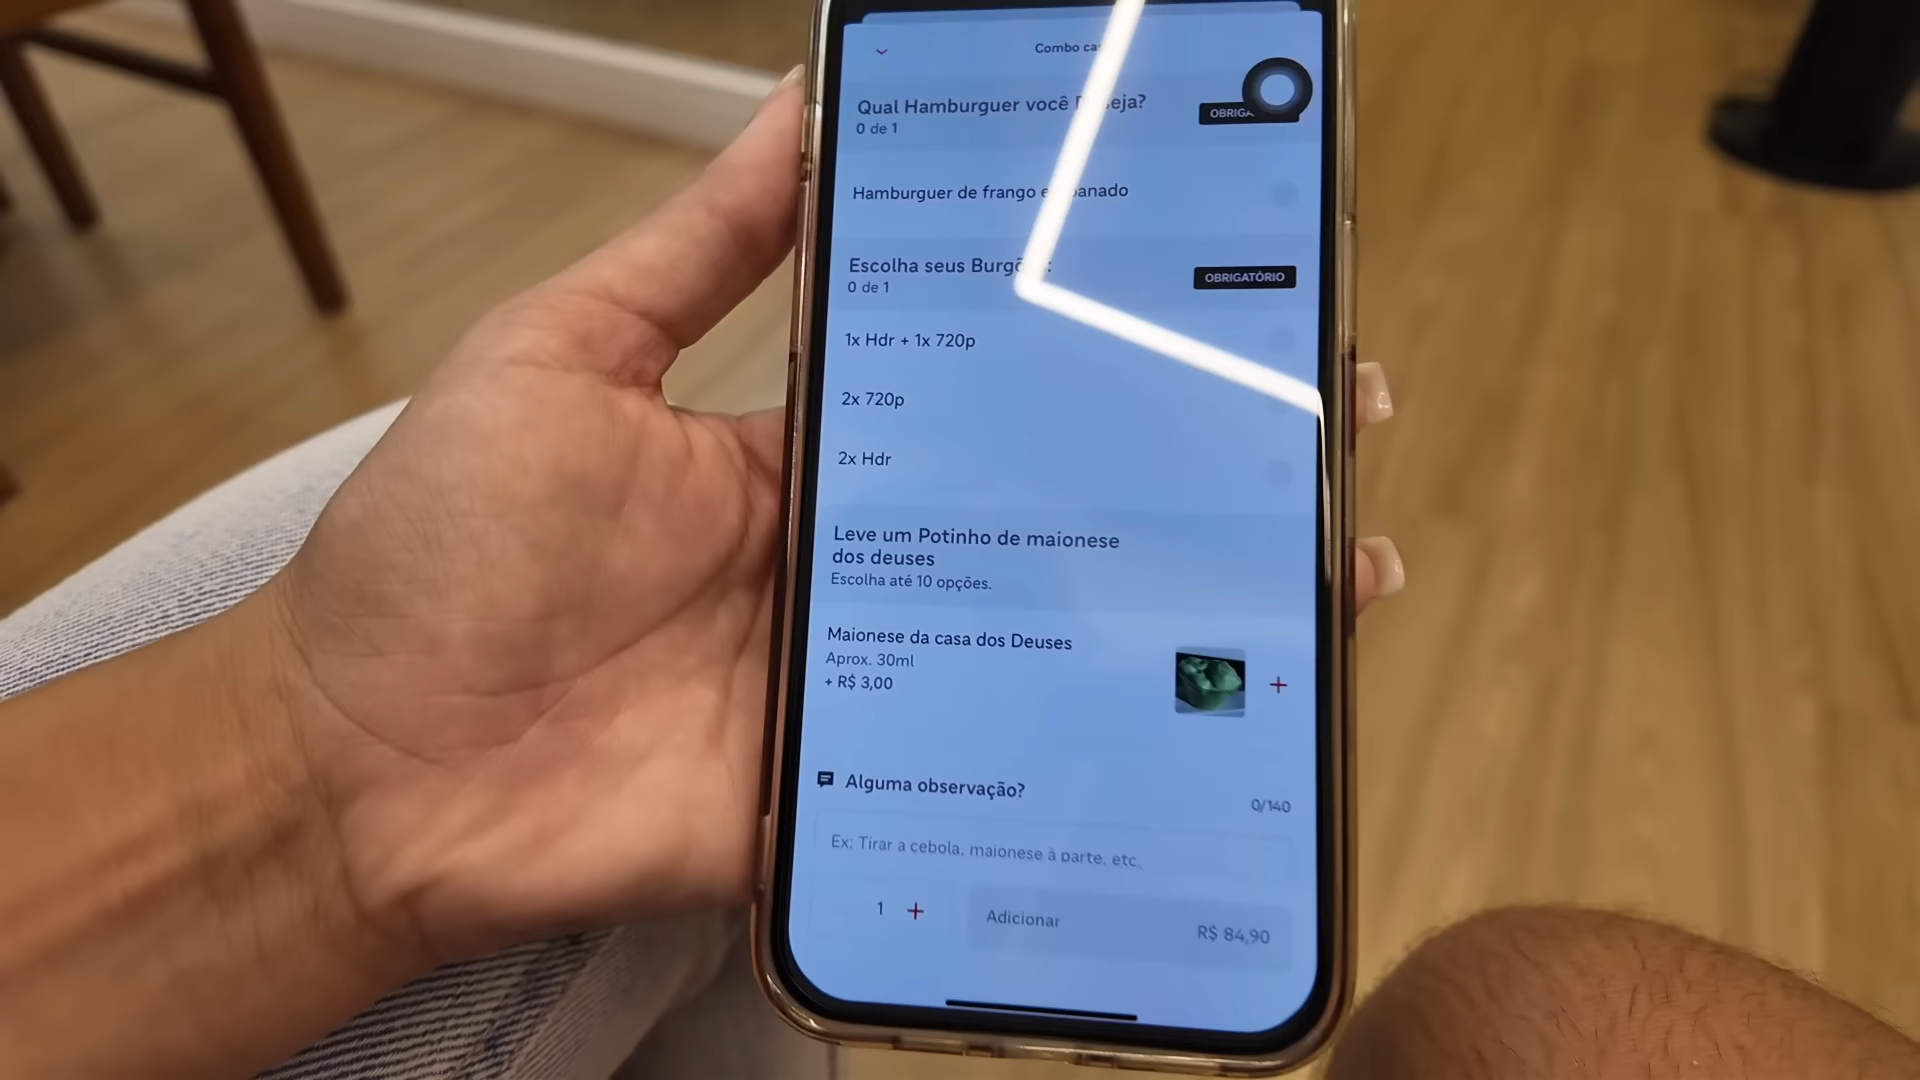 Combo
Qual Hamburguer você
0 de 1
Hamburguer de frango
Escolha seus
0 de 1
OBRIGATÓRIO
1x Hdr + 1x 720p
2x 720p
2x Hdr
Leve um Potinho de maionese
dos deuses
Escolha até 10 opções.
Maionese da casa dos Deuses
Aprox. 30ml
+ R$ 3,00
Alguma observação?
0/140
Ex: Tirar a cebola, maionese à parte, etc.
1 +
Adicionar R$ 84,90